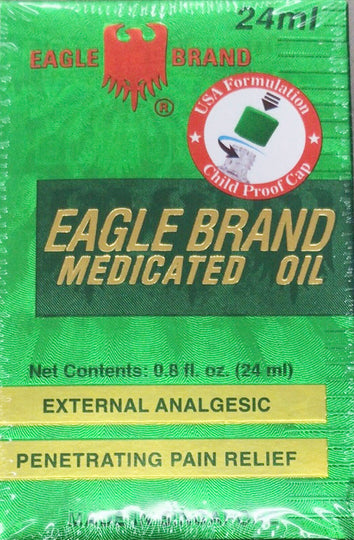 24ml
EAGLE BRAND
®
USA Formulation
Child Proof Cap
EAGLE BRAND
MEDICATED OIL
Net Contents: 0.8 fl. oz. (24 ml)
EXTERNAL ANALGESIC
PENETRATING PAIN RELIEF